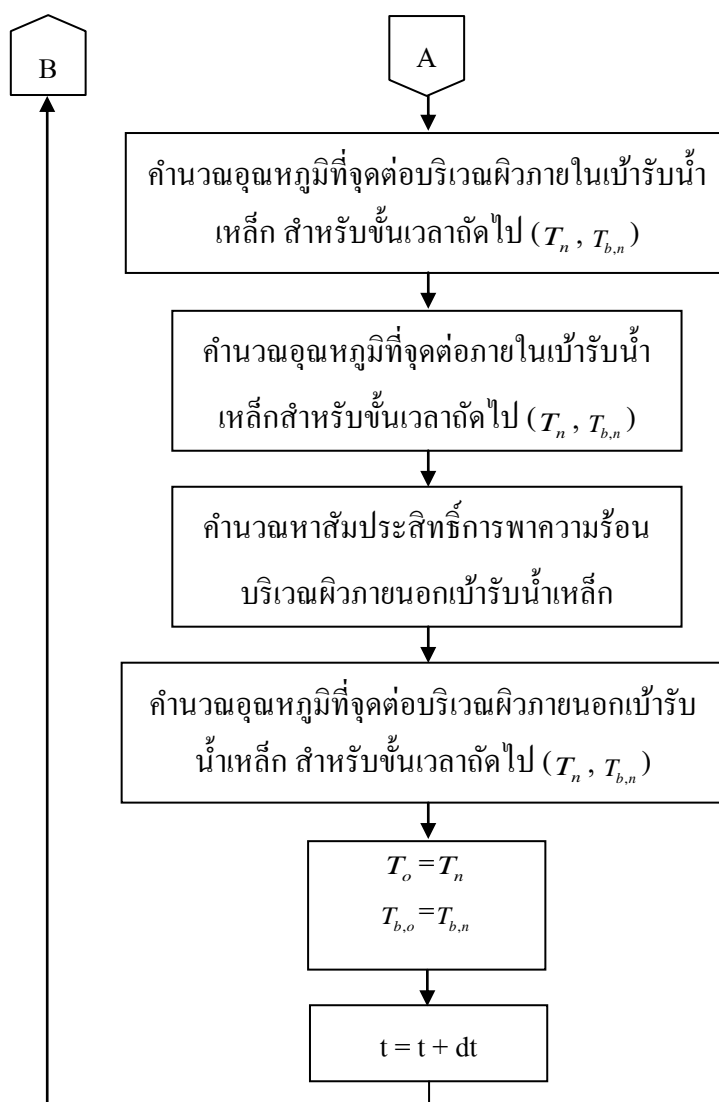 B
A
คำนวณอุณหภูมิที่จุดต่อบริเวณผิวภายในเบ้ารับน้ำ
เหล็ก สำหรับขั้นเวลาถัดไป (T_n , T_{b,n})
คำนวณอุณหภูมิที่จุดต่อภายในเบ้ารับน้ำ
เหล็กสำหรับขั้นเวลาถัดไป (T_n , T_{b,n})
คำนวณหาสัมประสิทธิ์การพาความร้อน
บริเวณผิวภายนอกเบ้ารับน้ำเหล็ก
คำนวณอุณหภูมิที่จุดต่อบริเวณผิวภายนอกเบ้ารับ
น้ำเหล็ก สำหรับขั้นเวลาถัดไป (T_n , T_{b,n})
T_o = T_n
T_{b,o} = T_{b,n}
t = t + dt